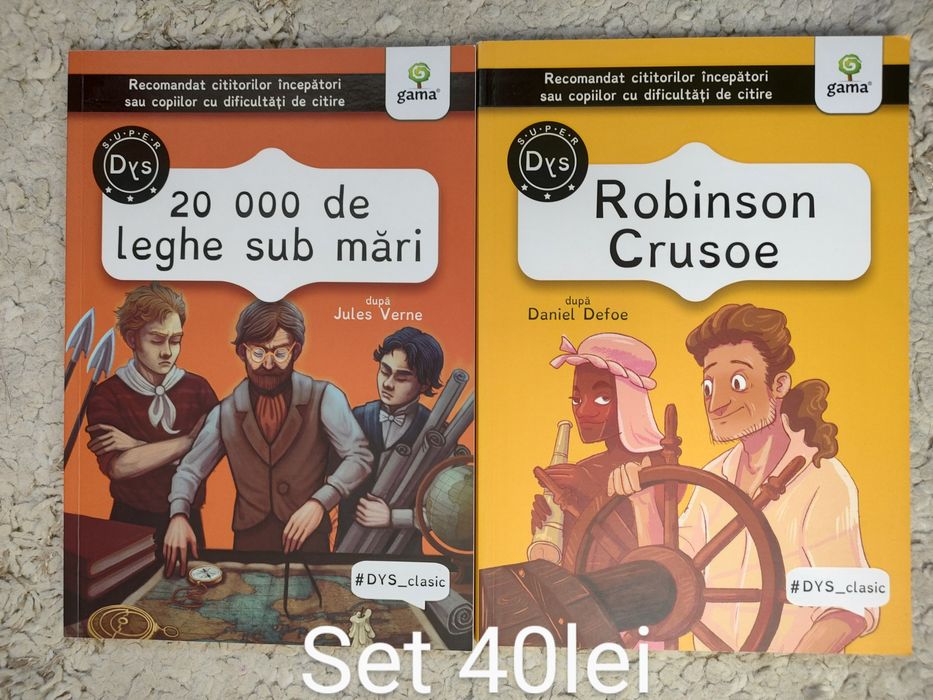 Recomandat cititorilor începători
sau copiilor cu dificultăți de citire
gama®
SUPER
Dys
20 000 de
leghe sub mări
după
Jules Verne
#DYS_clasic
Recomandat cititorilor începători
sau copiilor cu dificultăți de citire
gama®
SUPER
Dys
Robinson
Crusoe
după
Daniel Defoe
#DYS_clasic
Set 40lei